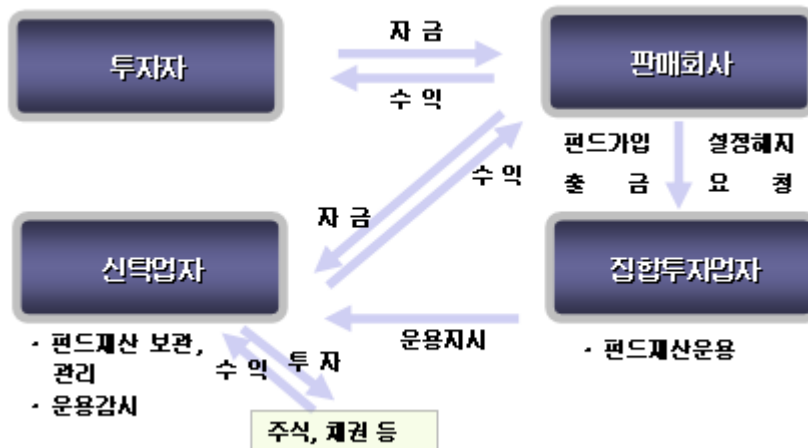 투자자
자 금
수 익
판매회사
펀드가입 설정해지
출 금 요 청
수 익
자 금
신탁업자
집합투자업자
· 펀드재산 보관,
관리
· 운용감시
운용지시
· 펀드재산운용
수 익
투 자
주식, 채권 등